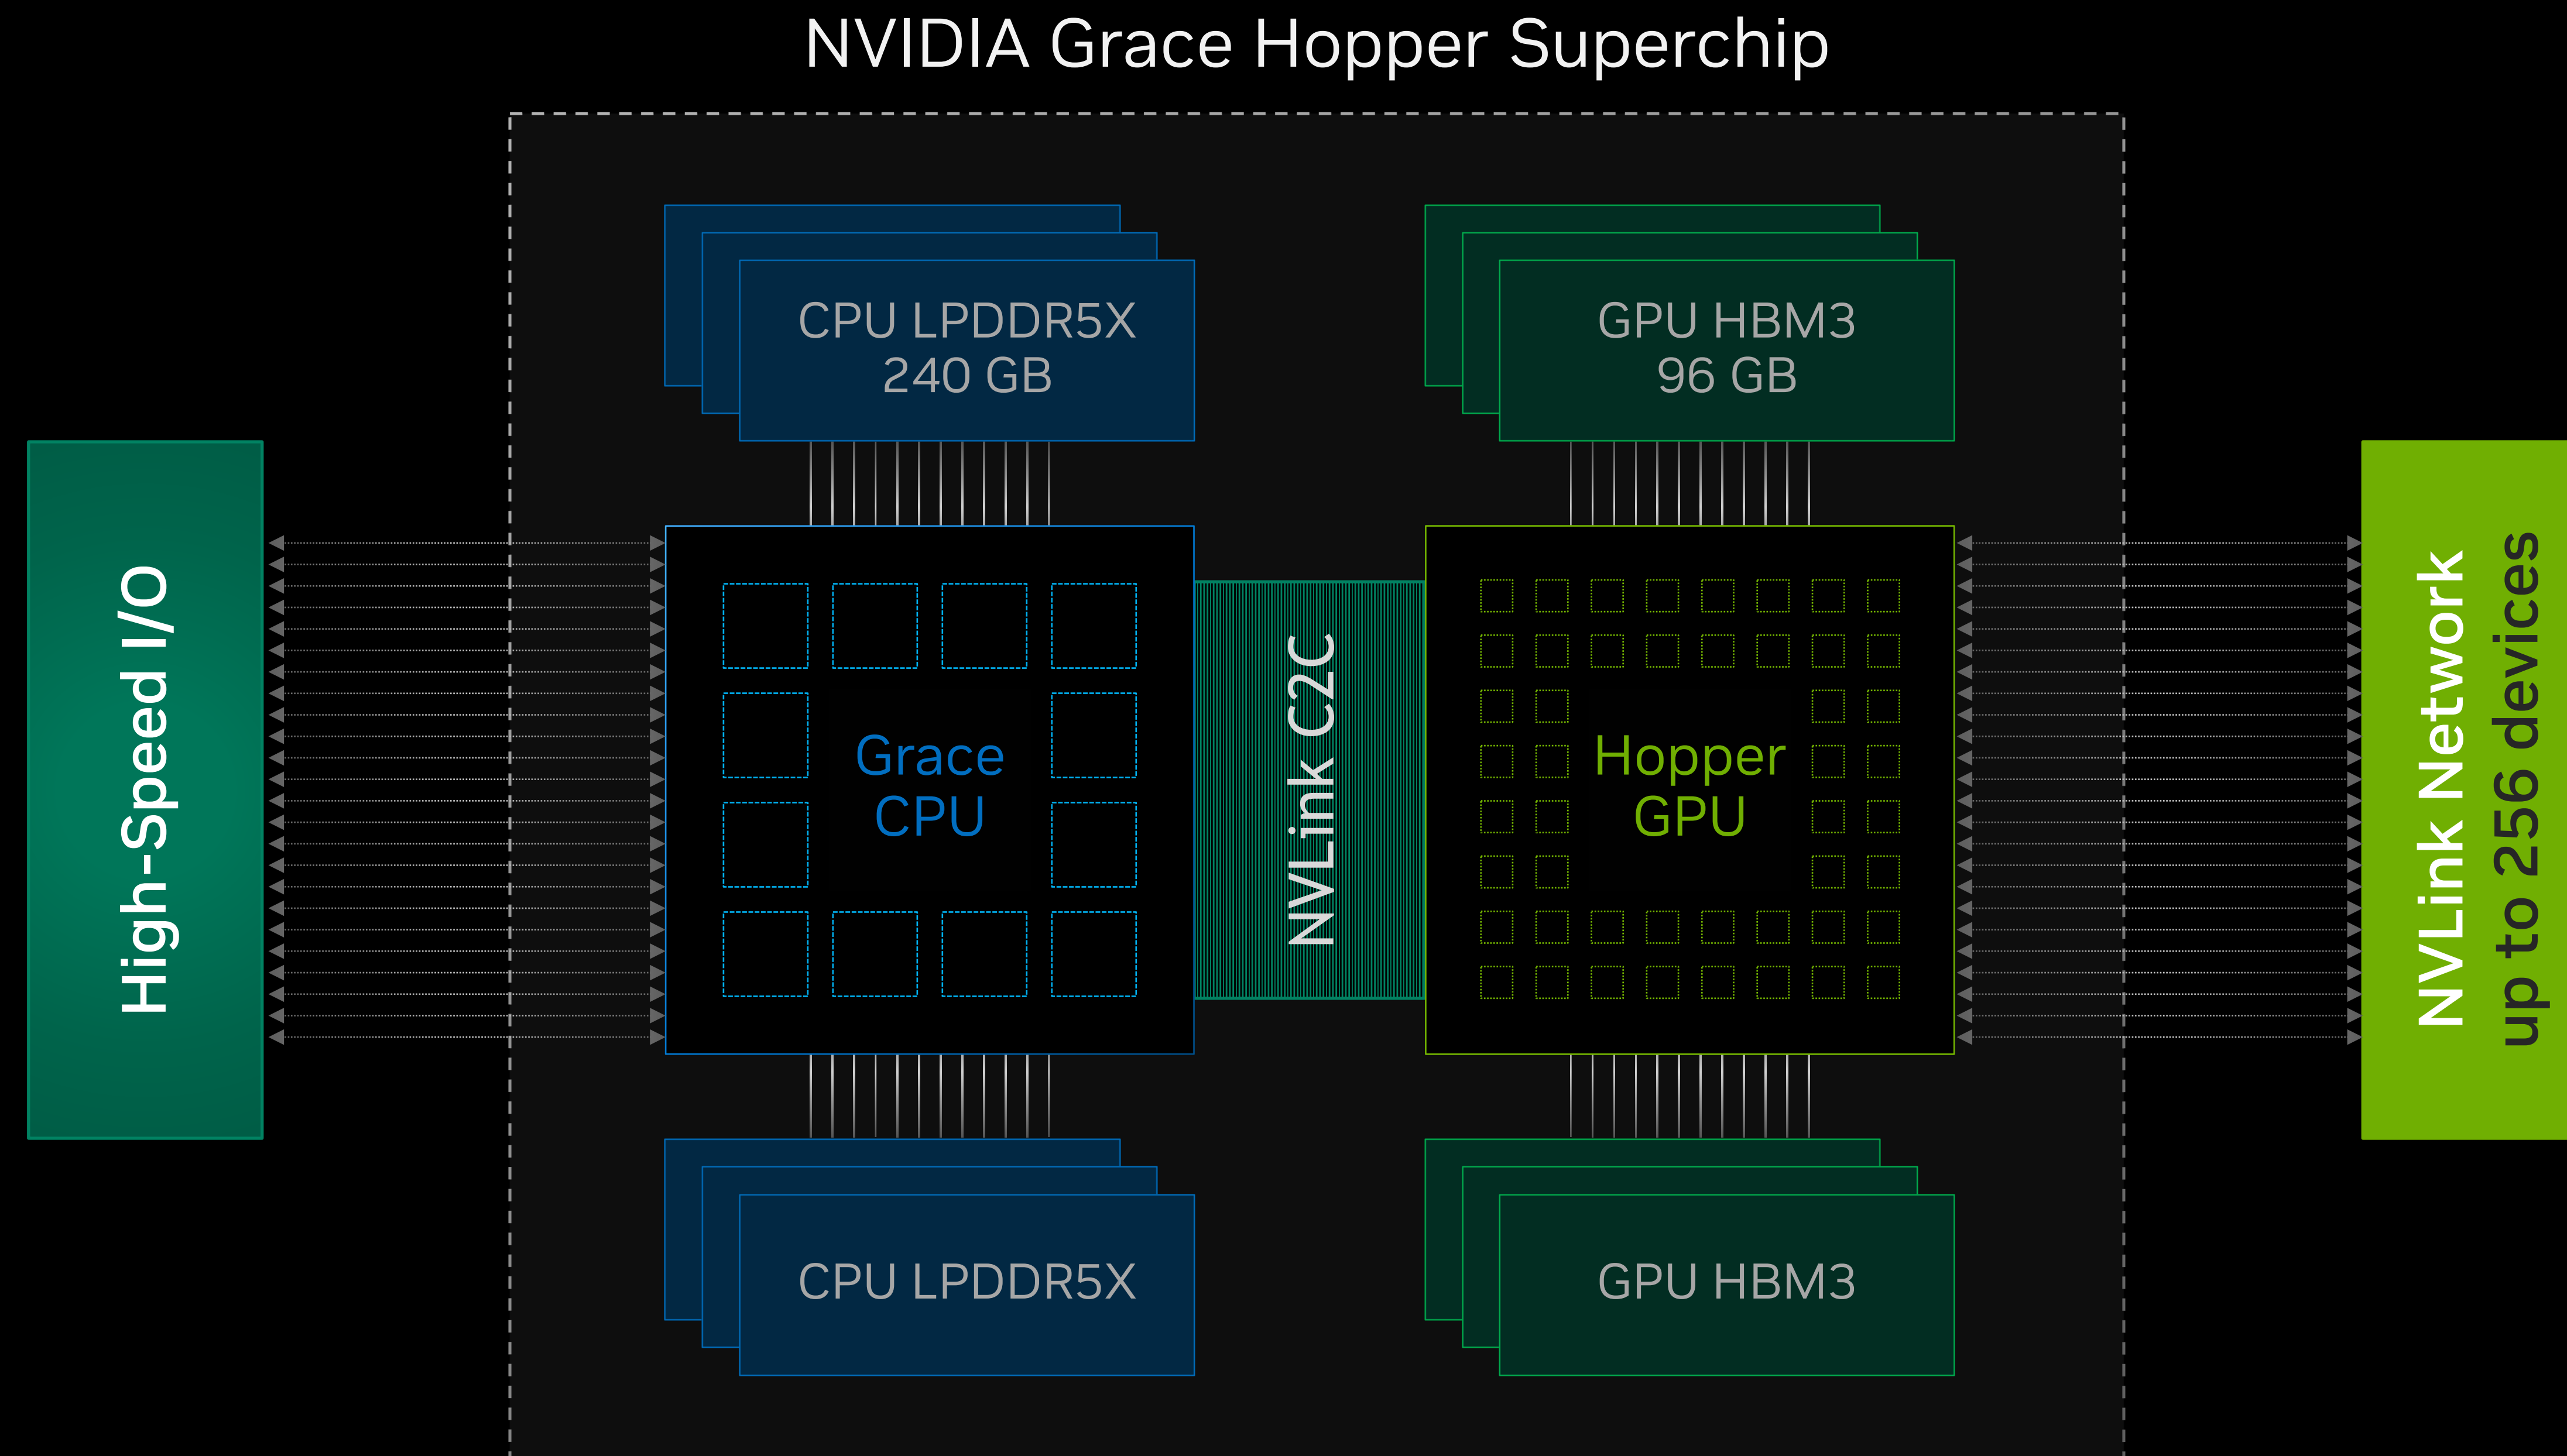 NVIDIA Grace Hopper Superchip
CPU LPDDR5X
240 GB
GPU HBM3
96 GB
High-Speed I/O
Grace
CPU
NVLink C2C
Hopper
GPU
NVLink Network
up to 256 devices
CPU LPDDR5X
GPU HBM3